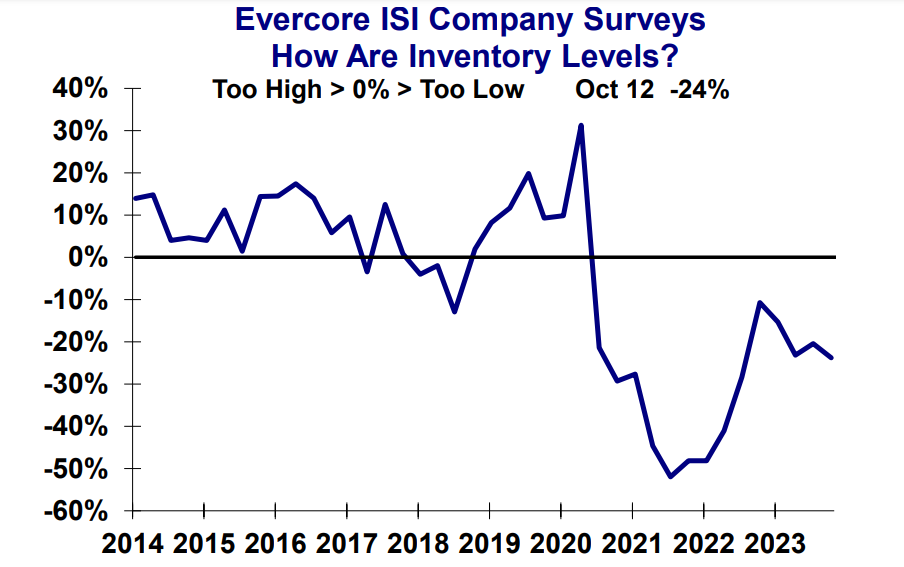 Evercore ISI Company Surveys
How Are Inventory Levels?
Too High > 0% > Too Low Oct 12 -24%
40%
30%
20%
10%
0%
-10%
-20%
-30%
-40%
-50%
-60%
2014 2015 2016 2017 2018 2019 2020 2021 2022 2023